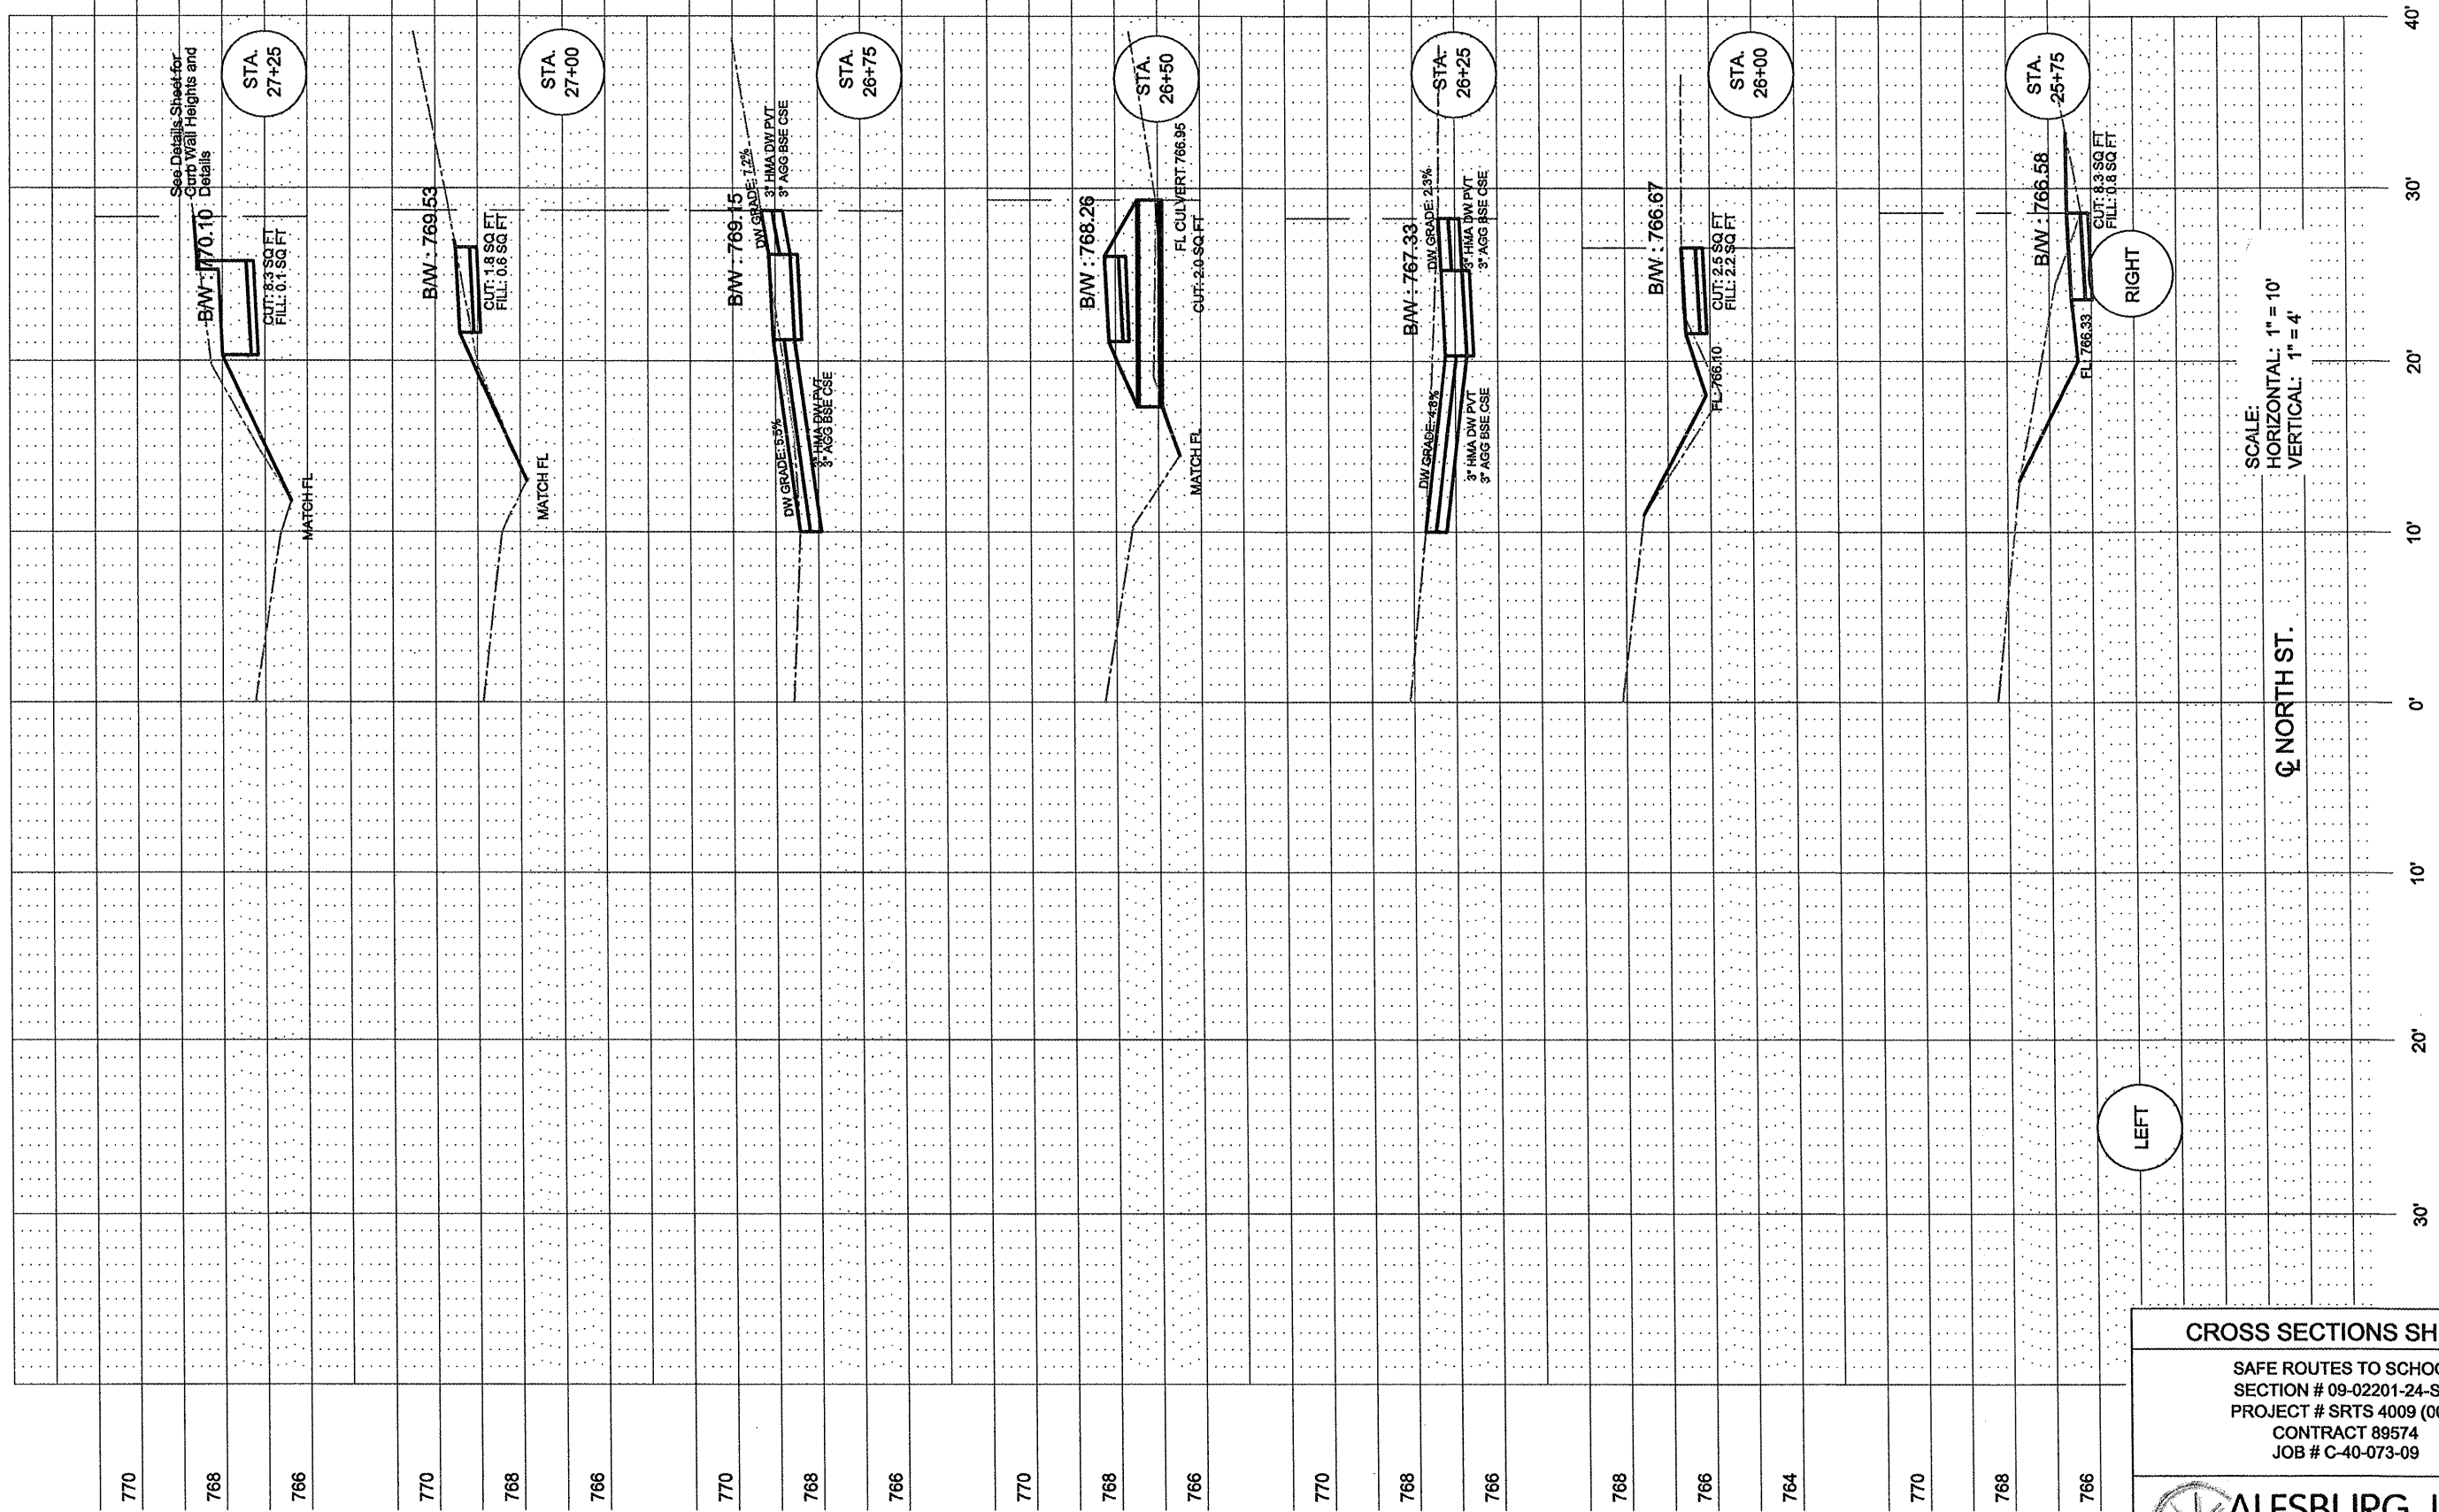 See Details Sheet for
Curb Wall Heights and
Details
STA.
27+25
B/W : 770.10
CUT: 8.3 SQ FT
FILL: 0.1 SQ FT
MATCH FL
770
768
766
STA.
27+00
B/W : 769.53
CUT: 1.8 SQ FT
FILL: 0.6 SQ FT
MATCH FL
770
768
766
STA.
26+75
B/W : 769.15
DW GRADE: 7.2%
3" HMA DW PVT
3" AGG BSE CSE
DW GRADE: 5.5%
3" HMA DW PVT
3" AGG BSE CSE
770
768
766
STA.
26+50
B/W : 768.26
FL CULVERT: 766.95
CUT: 2.0 SQ FT
MATCH FL
770
768
766
STA.
26+25
B/W : 767.33
DW GRADE: 2.3%
3" HMA DW PVT
3" AGG BSE CSE
DW GRADE: 4.8%
3" HMA DW PVT
3" AGG BSE CSE
770
768
766
STA.
26+00
B/W : 766.67
CUT: 2.5 SQ FT
FILL: 2.2 SQ FT
FL: 766.10
768
766
764
STA.
25+75
B/W : 766.58
CUT: 8.3 SQ FT
FILL: 0.8 SQ FT
FL: 766.33
770
768
766
RIGHT
LEFT
SCALE:
HORIZONTAL: 1" = 10'
VERTICAL: 1" = 4'
℄ NORTH ST.
40'
30'
20'
10'
0'
10'
20'
30'
CROSS SECTIONS SH
SAFE ROUTES TO SCHOO
SECTION # 09-02201-24-S
PROJECT # SRTS 4009 (00
CONTRACT 89574
JOB # C-40-073-09